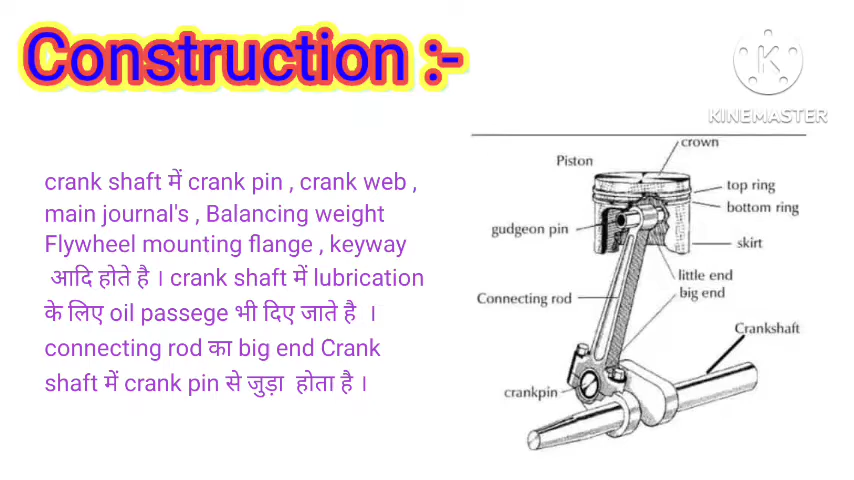 Construction :-
KINEMASTER
crank shaft में crank pin , crank web ,
main journal's , Balancing weight
Flywheel mounting flange , keyway
आदि होते है । crank shaft में lubrication
के लिए oil passege भी दिए जाते है ।
connecting rod का big end Crank
shaft में crank pin से जुड़ा होता है ।
crown
Piston
top ring
bottom ring
gudgeon pin
skirt
little end
big end
Connecting rod
Crankshaft
crankpin